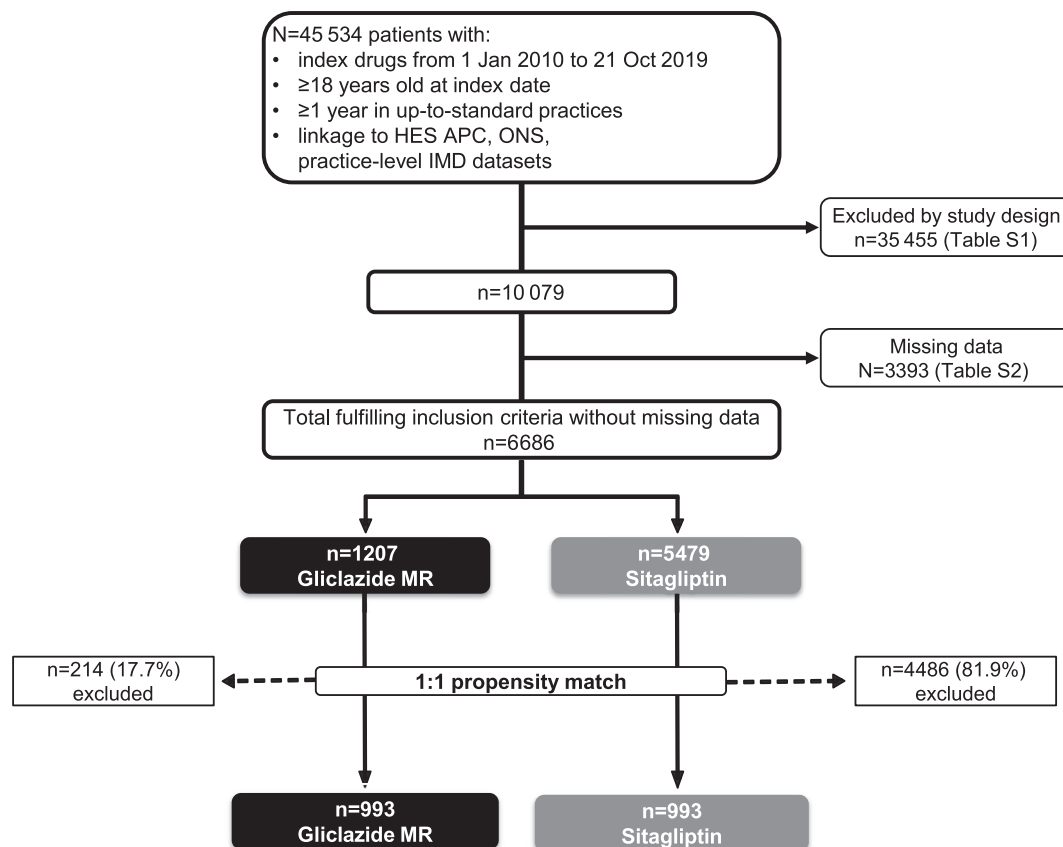 N=45 534 patients with:
• index drugs from 1 Jan 2010 to 21 Oct 2019
• ≥18 years old at index date
• ≥1 year in up-to-standard practices
• linkage to HES APC, ONS,
practice-level IMD datasets
Excluded by study design
n=35 455 (Table S1)
n=10 079
Missing data
N=3393 (Table S2)
Total fulfilling inclusion criteria without missing data
n=6686
n=1207
Gliclazide MR
n=5479
Sitagliptin
n=214 (17.7%)
excluded
1:1 propensity match
n=4486 (81.9%)
excluded
n=993
Gliclazide MR
n=993
Sitagliptin